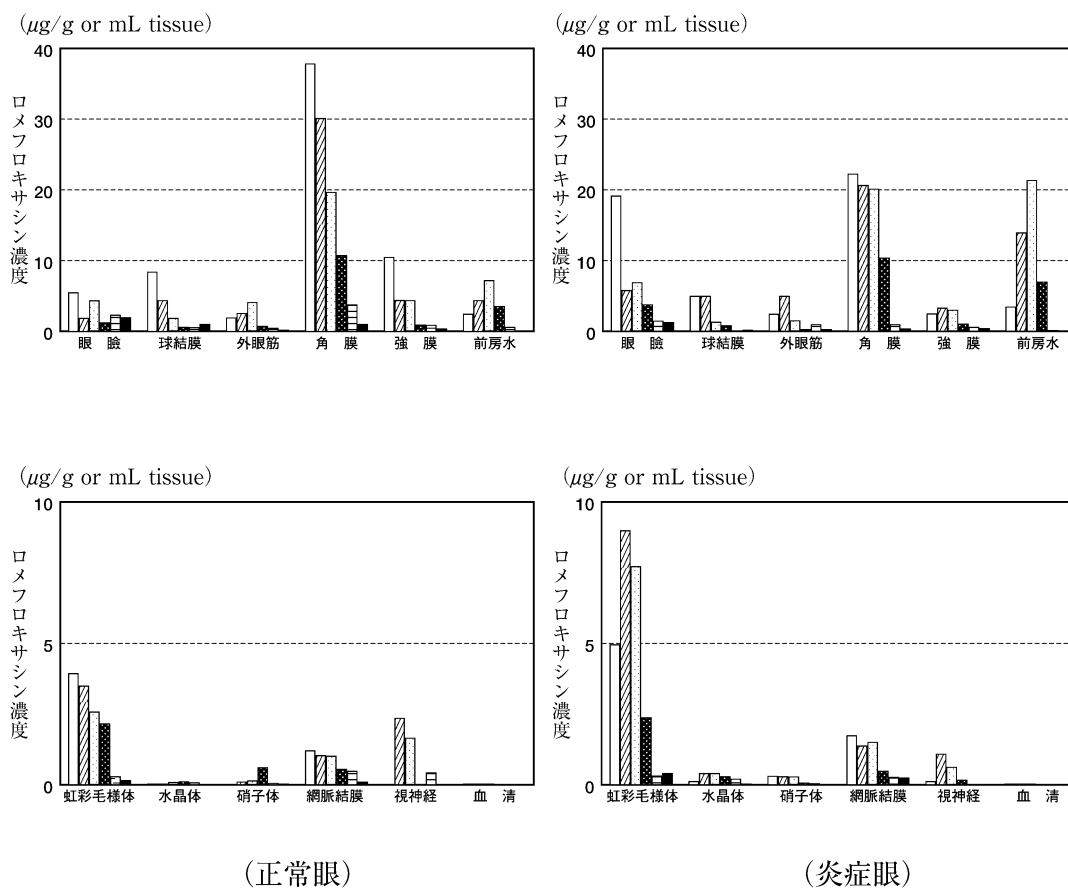 (μg/g or mL tissue)
ロメフロキサシン濃度
40
30
20
10
0
眼 瞼 球結膜 外眼筋 角 膜 強 膜 前房水
(μg/g or mL tissue)
ロメフロキサシン濃度
40
30
20
10
0
眼 瞼 球結膜 外眼筋 角 膜 強 膜 前房水
(μg/g or mL tissue)
ロメフロキサシン濃度
10
5
0
虹彩毛様体 水晶体 硝子体 網脈結膜 視神経 血 清
(正常眼)
(μg/g or mL tissue)
ロメフロキサシン濃度
10
5
0
虹彩毛様体 水晶体 硝子体 網脈結膜 視神経 血 清
(炎症眼)